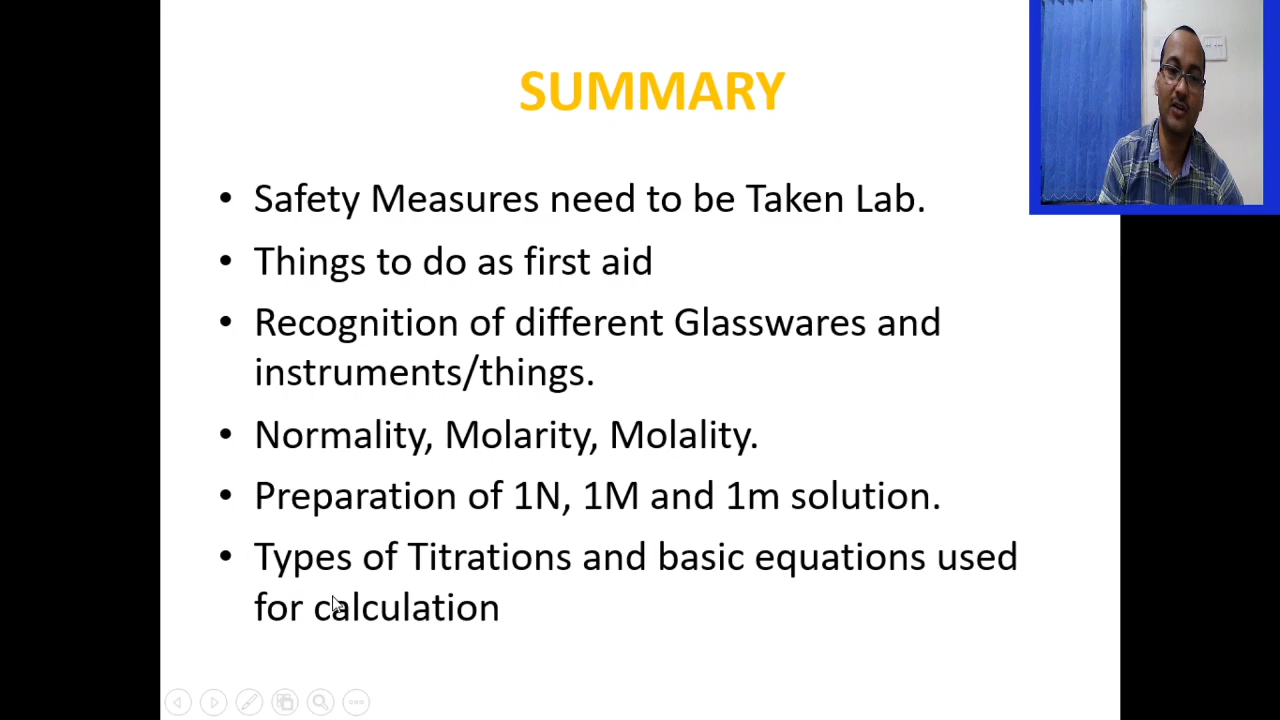 SUMMARY
• Safety Measures need to be Taken Lab.
• Things to do as first aid
• Recognition of different Glasswares and
instruments/things.
• Normality, Molarity, Molality.
• Preparation of 1N, 1M and 1m solution.
• Types of Titrations and basic equations used
for calculation